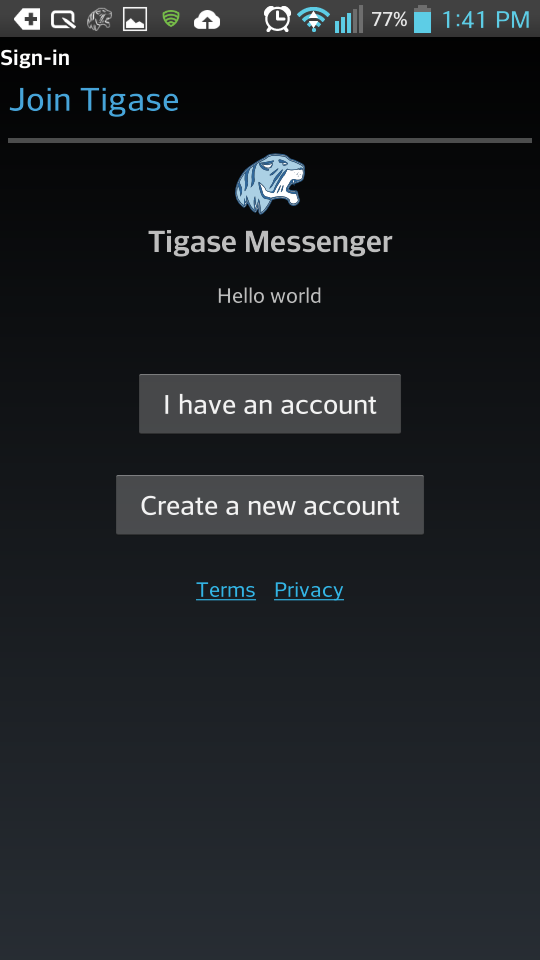 77% 1:41 PM
Sign-in
Join Tigase
Tigase Messenger
Hello world
I have an account
Create a new account
Terms Privacy